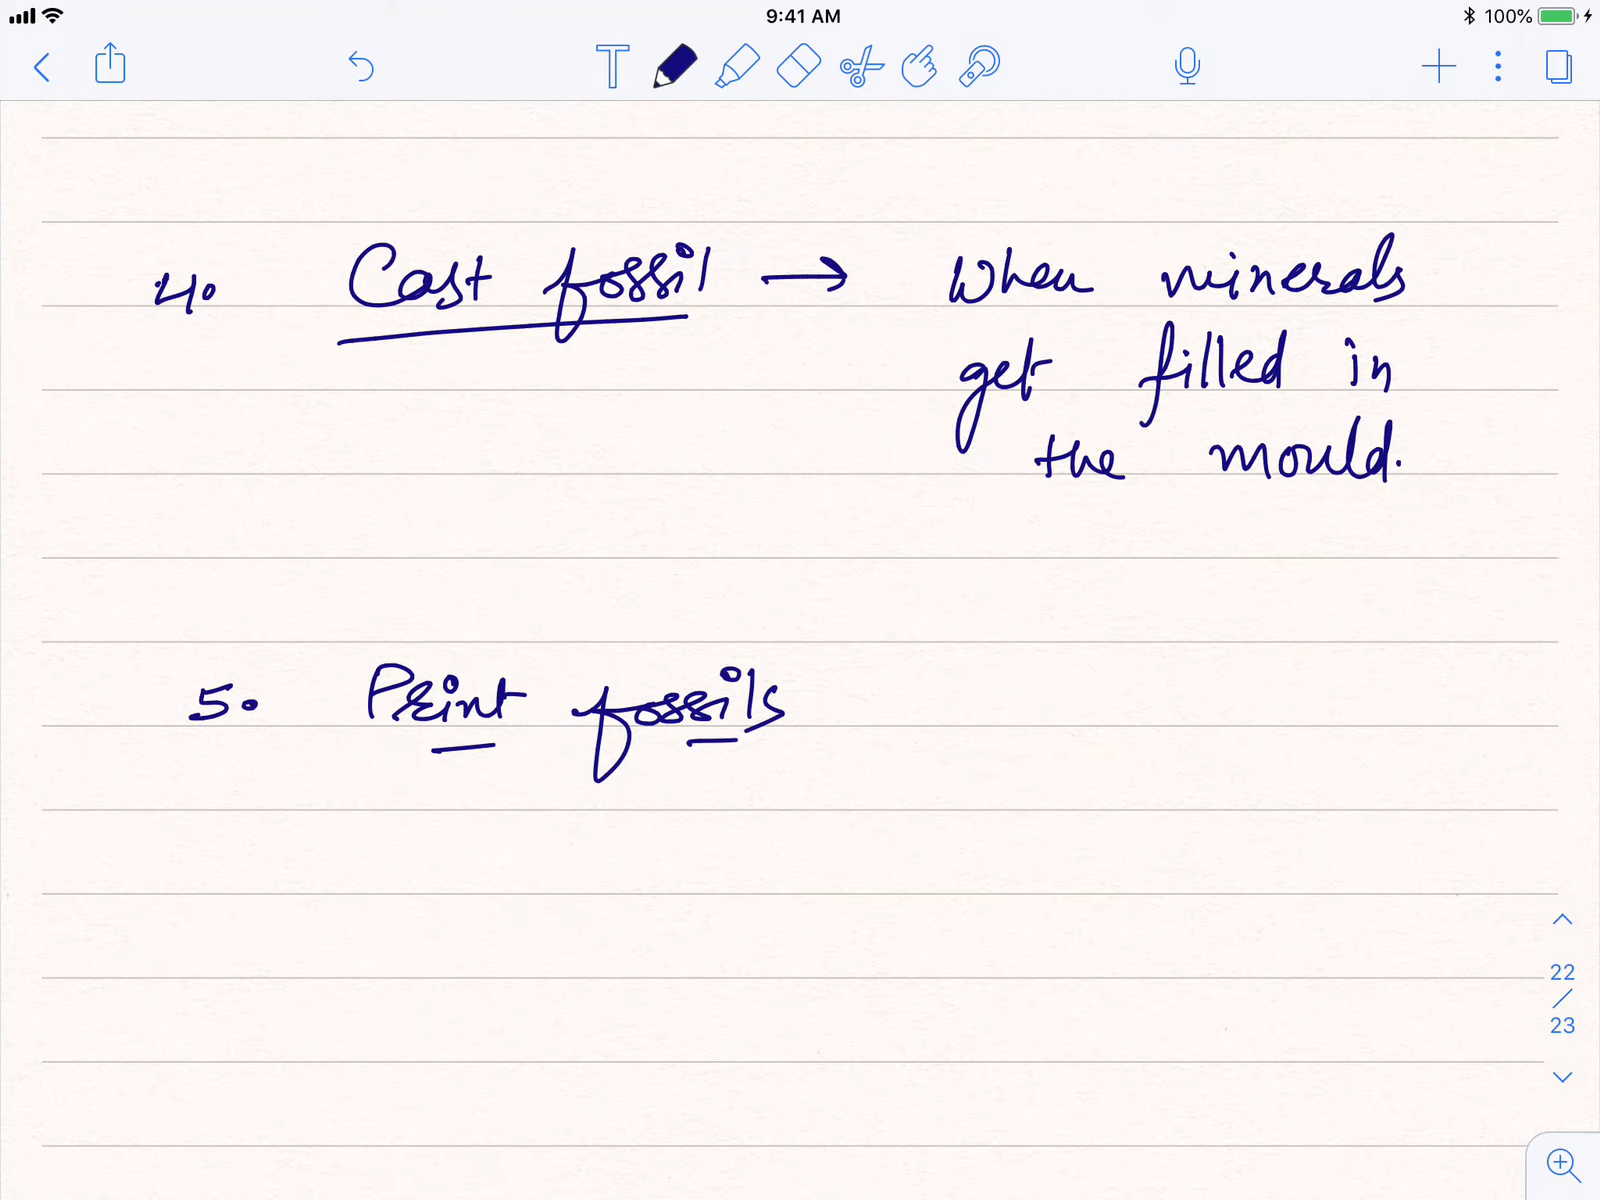 9:41 AM
100%
4. Cast fossil → When minerals
get filled in
the mould.
5. Print fossils
22
/
23